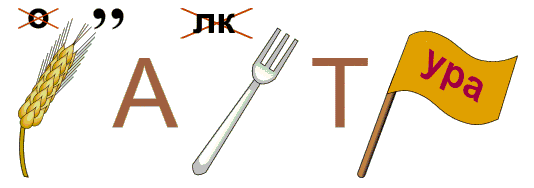 о ,, лк
А Т ура